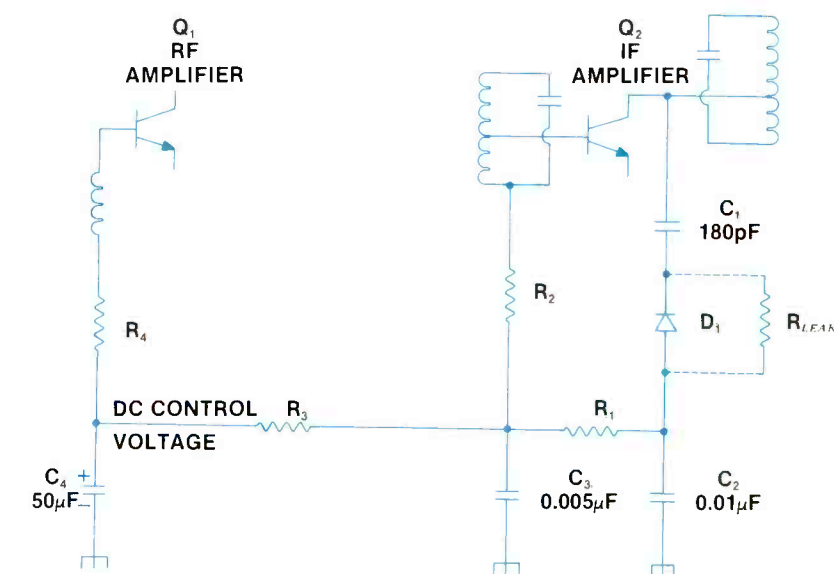 Q₁
RF
AMPLIFIER
Q₂
IF
AMPLIFIER
C₁
180pF
R₂
D₁
R₄
DC CONTROL
VOLTAGE
R₃
R₁
C₄
50µF
+
–
C₃
0.005µF
C₂
0.01µF